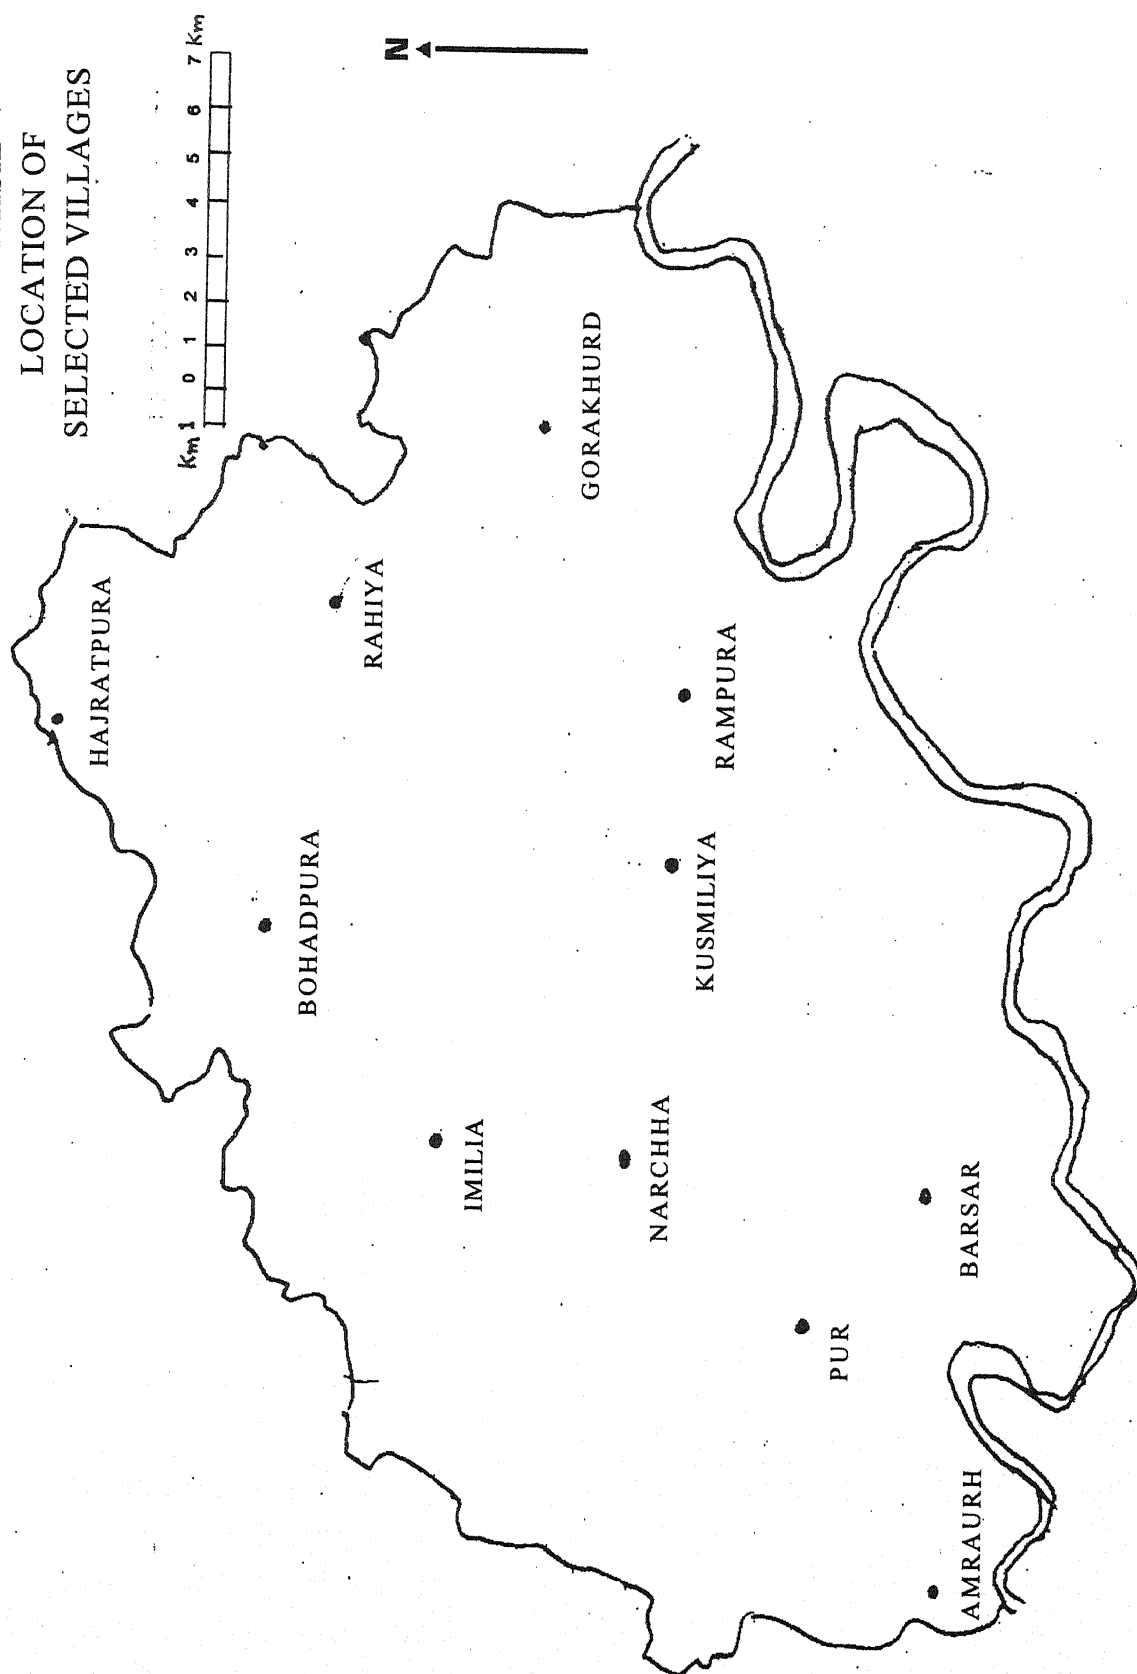 LOCATION OF
SELECTED VILLAGES
Km 1 0 1 2 3 4 5 6 7 Km
N
HAJRATPURA
RAHIYA
GORAKHURD
BOHADPURA
RAMPURA
KUSMILIYA
IMILIA
NARCHHA
BARSAR
PUR
AMRAURH